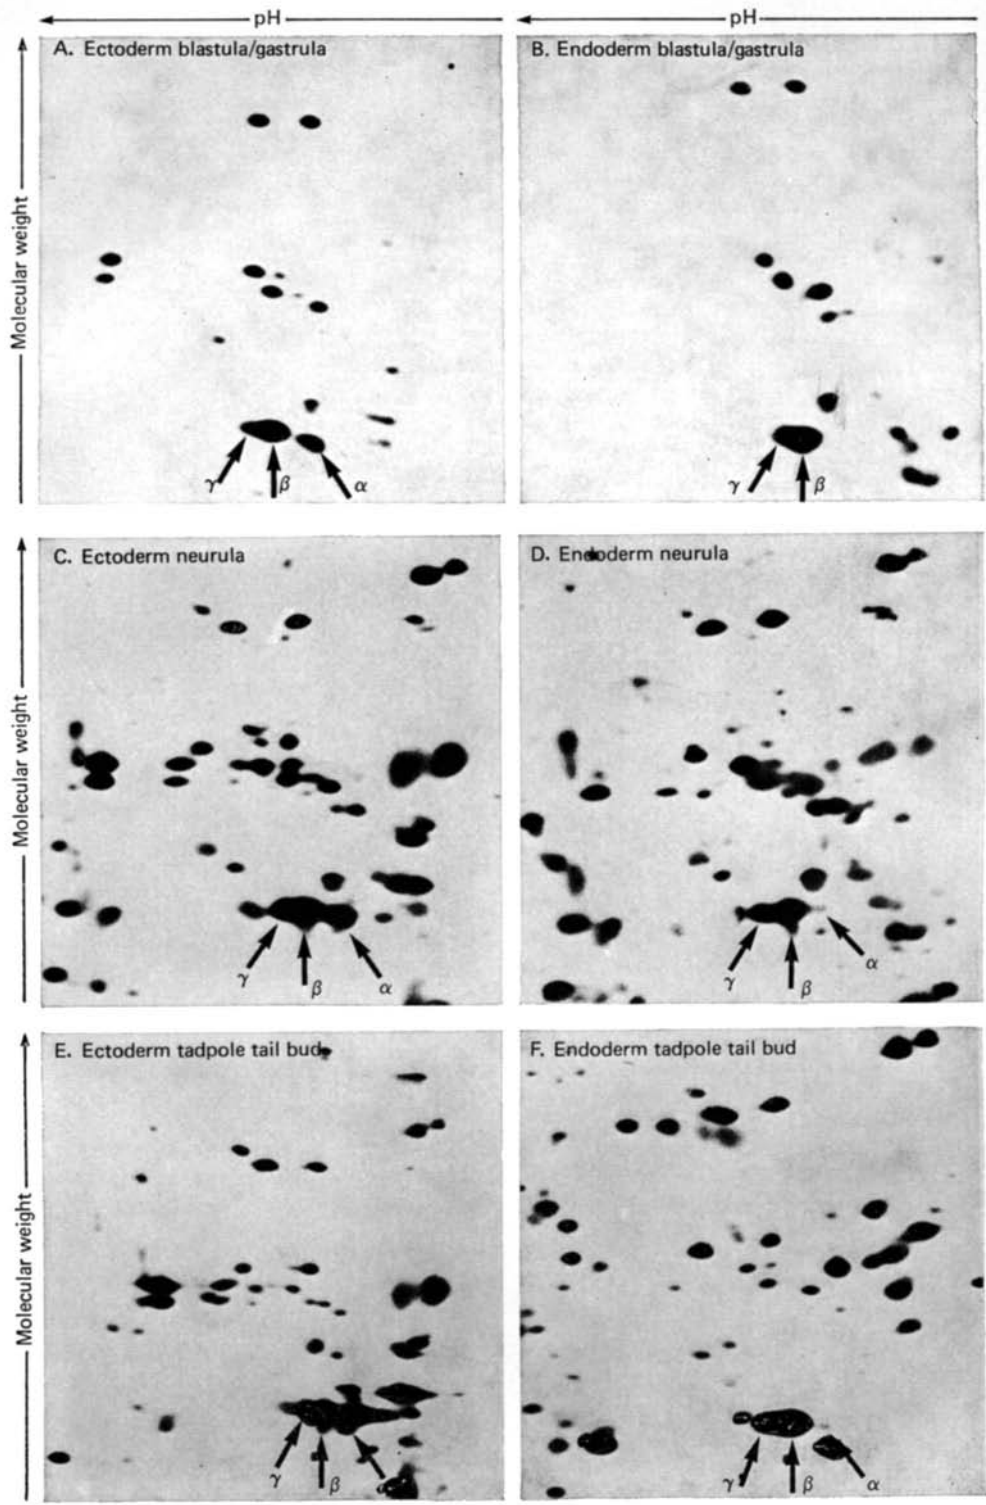 pH
pH
Molecular weight
A. Ectoderm blastula/gastrula
γ
β
α
B. Endoderm blastula/gastrula
γ
β
Molecular weight
C. Ectoderm neurula
γ
β
α
D. Endoderm neurula
γ
β
α
Molecular weight
E. Ectoderm tadpole tail bud
γ
β
F. Endoderm tadpole tail bud
γ
β
α